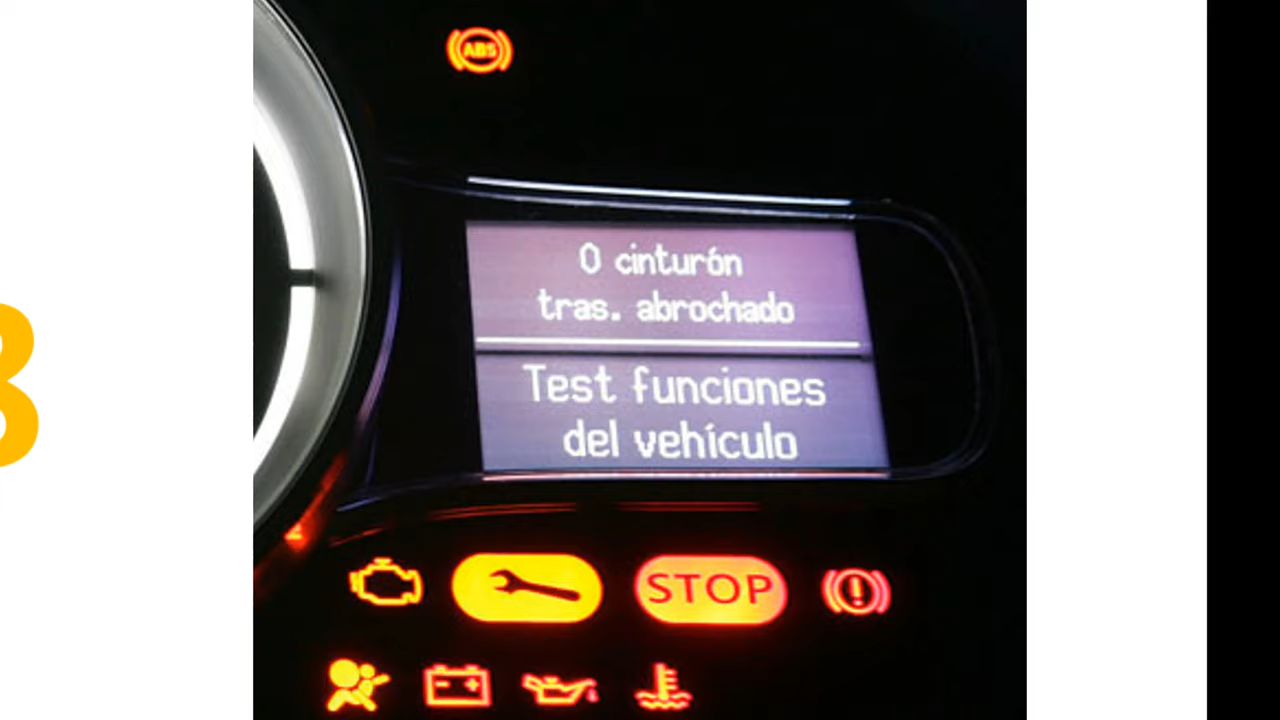 ABS
0 cinturón
tras. abrochado
Test funciones
del vehículo
STOP